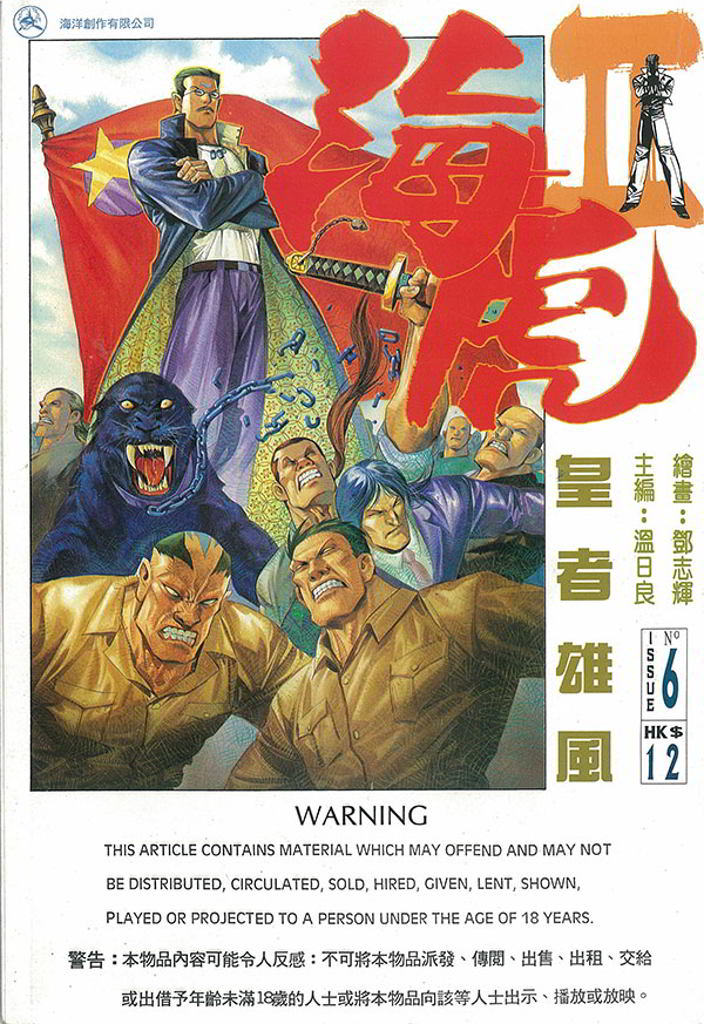 海洋創作有限公司
海虎 II
皇者雄風
繪畫：鄧志輝
主編：溫日良
ISSUE Nº 6
HK$ 12
WARNING
THIS ARTICLE CONTAINS MATERIAL WHICH MAY OFFEND AND MAY NOT
BE DISTRIBUTED, CIRCULATED, SOLD, HIRED, GIVEN, LENT, SHOWN,
PLAYED OR PROJECTED TO A PERSON UNDER THE AGE OF 18 YEARS.
警告：本物品內容可能令人反感：不可將本物品派發、傳閱、出售、出租、交給
或出借予年齡未滿18歲的人士或將本物品向該等人士出示、播放或放映。